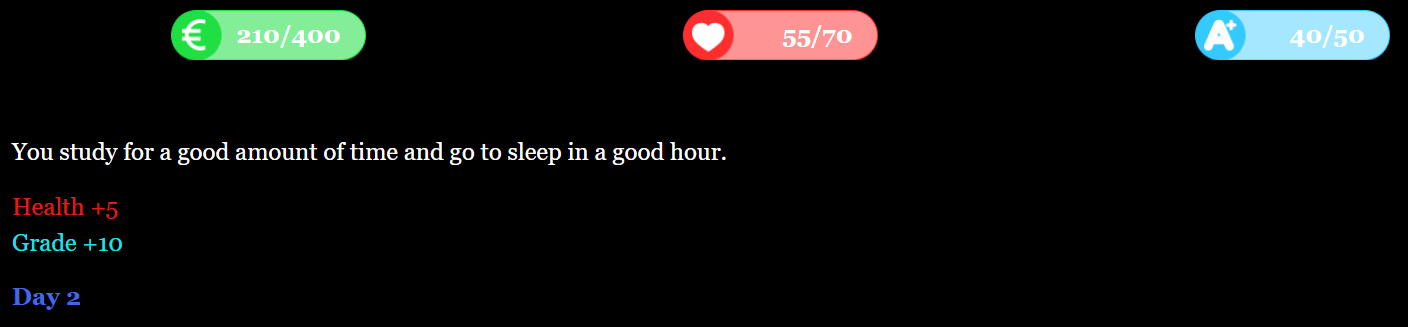 € 210/400
55/70
A+ 40/50
You study for a good amount of time and go to sleep in a good hour.
Health +5
Grade +10
Day 2